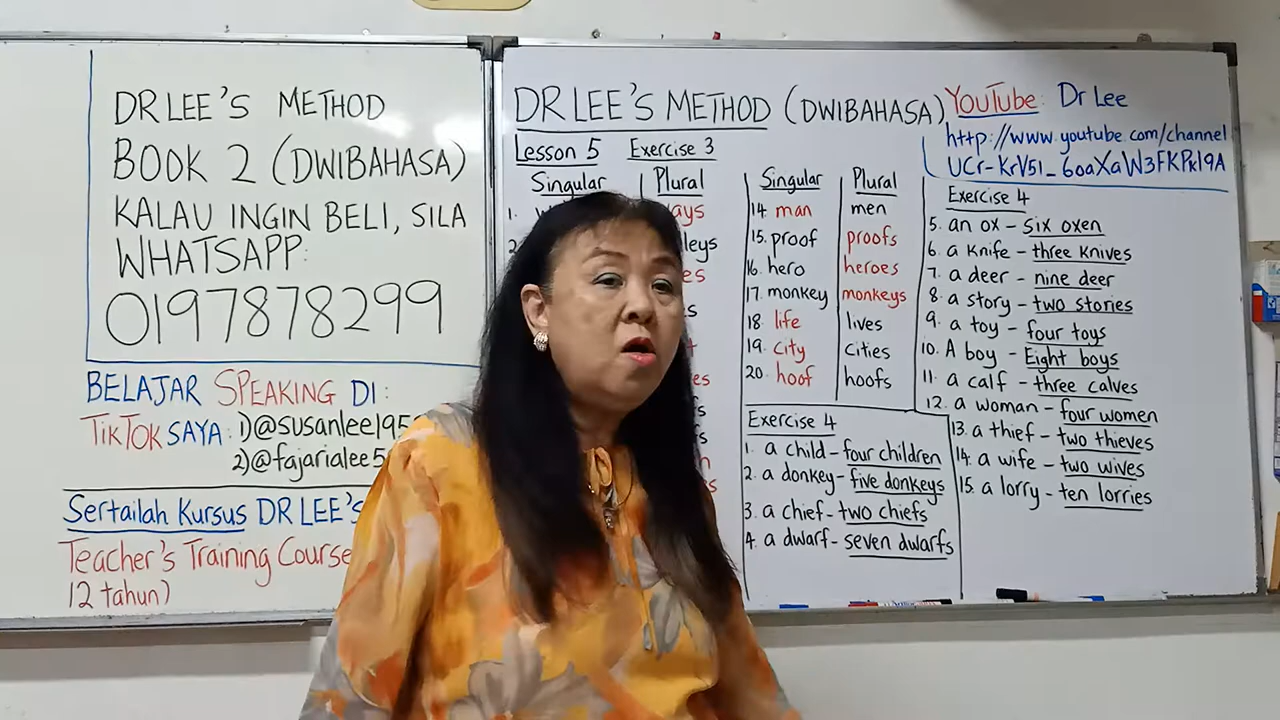 DR LEE'S METHOD
BOOK 2 (DWIBAHASA)
KALAU INGIN BELI, SILA
WHATSAPP:
0197878299
BELAJAR SPEAKING DI:
TIKTOK SAYA: 1)@susanlee195
2)@fajarialee5
Sertailah Kursus DR LEE'S
Teacher's Training Course
12 tahun)
DR LEE'S METHOD (DWIBAHASA)
Lesson 5 Exercise 3
Singular Plural
1.
2.
Singular Plural
14. man men
15. proof proofs
16. hero heroes
17. monkey monkeys
18. life lives
19. city cities
20. hoof hoofs
Exercise 4
1. a child - four children
2. a donkey - five donkeys
3. a chief - two chiefs
4. a dwarf - seven dwarfs
YouTube: Dr Lee
http://www.youtube.com/channel
UCr-KrV5l_6oaXaW3FKPkl9A
Exercise 4
5. an ox - six oxen
6. a knife - three knives
7. a deer - nine deer
8. a story - two stories
9. a toy - four toys
10. A boy - Eight boys
11. a calf - three calves
12. a woman - four women
13. a thief - two thieves
14. a wife - two wives
15. a lorry - ten lorries